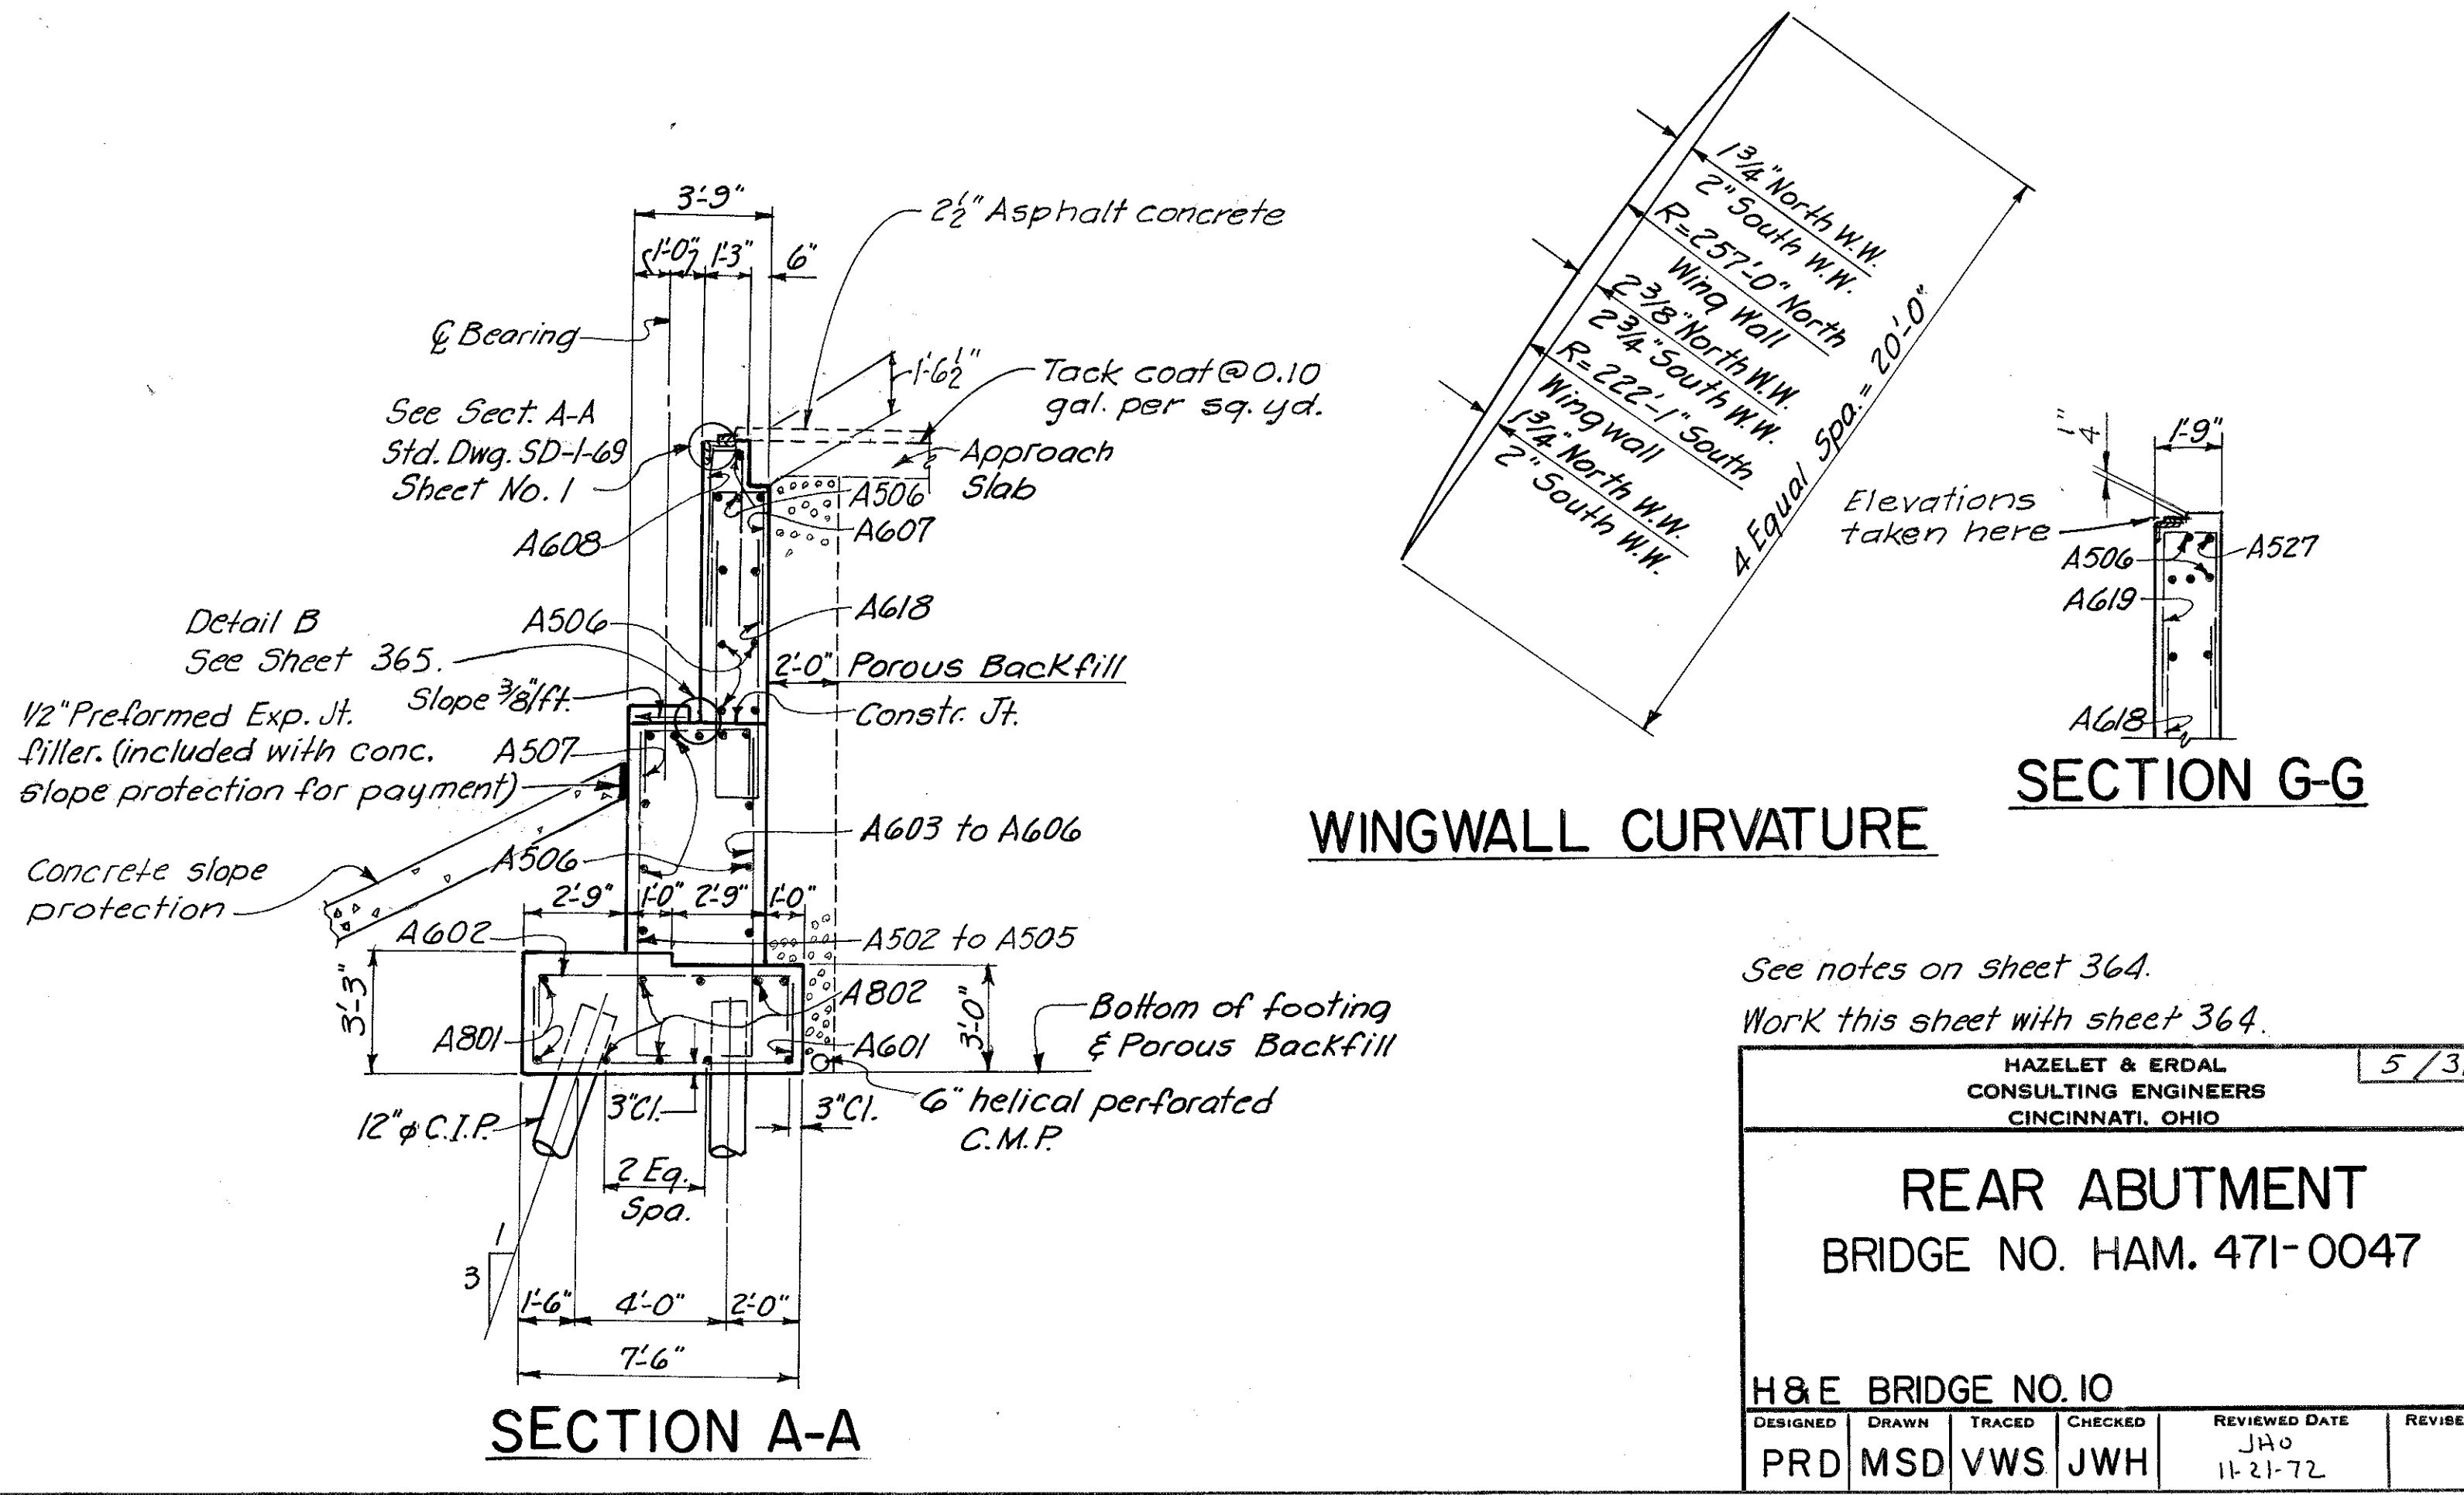 3'-9"
1'-0" 1'-3" 6"
2½" Asphalt concrete
℄ Bearing
1'-6½"
Tack coat @ 0.10
gal. per sq. yd.
See Sect. A-A
Std. Dwg. SD-1-69
Sheet No. 1
Approach
Slab
A506
A607
A608
A618
Detail B
See Sheet 365.
A506
2'-0" Porous Backfill
Slope 3/8"/ft.
Constr. Jt.
1/2" Preformed Exp. Jt.
filler. (included with conc.
slope protection for payment)
A507
A603 to A606
Concrete slope
protection
A506
2'-9" 1'-0" 2'-9" 1'-0"
A602
A502 to A505
3'-3"
A802
3'-0"
Bottom of footing
& Porous Backfill
A801
A601
12" φ C.I.P.
3" Cl.
3" Cl.
6" helical perforated
C.M.P.
2 Eq.
Spa.
1
3
1'-6" 4'-0" 2'-0"
7'-6"
SECTION A-A
1¾" North W.W.
2" South W.W.
R=257'-0" North
Wing Wall
2 3/8" North W.W.
2¾" South W.W.
R=222'-1" South
Wingwall
1¾" North W.W.
2" South W.W.
4 Equal Spa. = 20'-0"
WINGWALL CURVATURE
1"
4
1'-9"
Elevations
taken here
A506
A527
A619
A618
SECTION G-G
See notes on sheet 364.
Work this sheet with sheet 364.
HAZELET & ERDAL
CONSULTING ENGINEERS
CINCINNATI, OHIO
5 / 3
REAR ABUTMENT
BRIDGE NO. HAM. 471-0047
H & E BRIDGE NO. 10
DESIGNED DRAWN TRACED CHECKED REVIEWED DATE REVISE
PRD MSD VWS JWH JHO
11-21-72